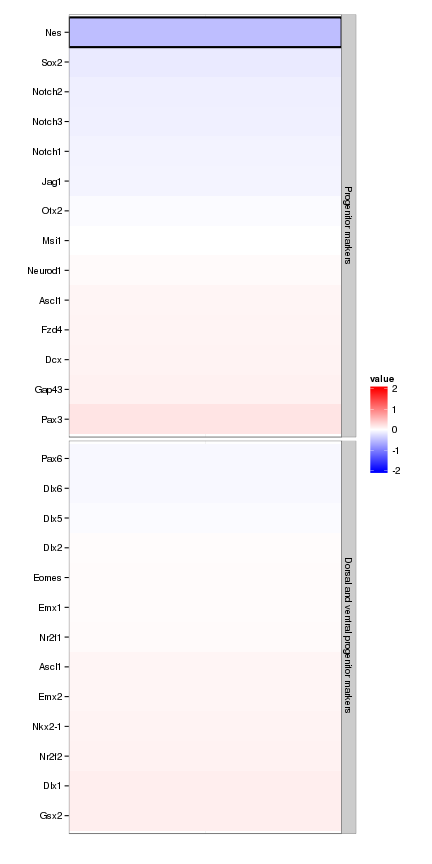 Nes
Sox2
Notch2
Notch3
Notch1
Jag1
Otx2
Msi1
Neurod1
Ascl1
Fzd4
Dcx
Gap43
Pax3
Progenitor markers
Pax6
Dlx6
Dlx5
Dlx2
Eomes
Emx1
Nr2f1
Ascl1
Emx2
Nkx2-1
Nr2f2
Dlx1
Gsx2
Dorsal and ventral progenitor markers
value
2
1
0
-1
-2